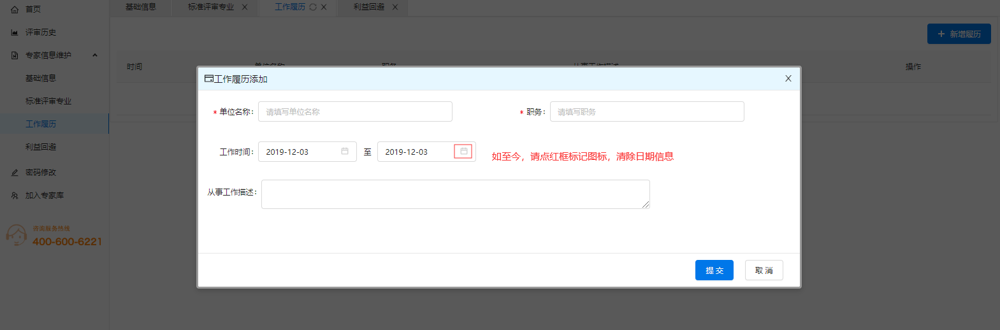 首页
基础信息
标准评审专业
工作履历
利益回避
评审历史
新增履历
专家信息维护
时间
单位名称
职务
从事工作描述
操作
基础信息
标准评审专业
工作履历
利益回避
密码修改
加入专家库
咨询服务热线
400-600-6221
工作履历添加
* 单位名称:
请填写单位名称
* 职务:
请填写职务
工作时间:
2019-12-03
至
2019-12-03
如至今，请点红框标记图标，清除日期信息
从事工作描述:
提 交
取 消